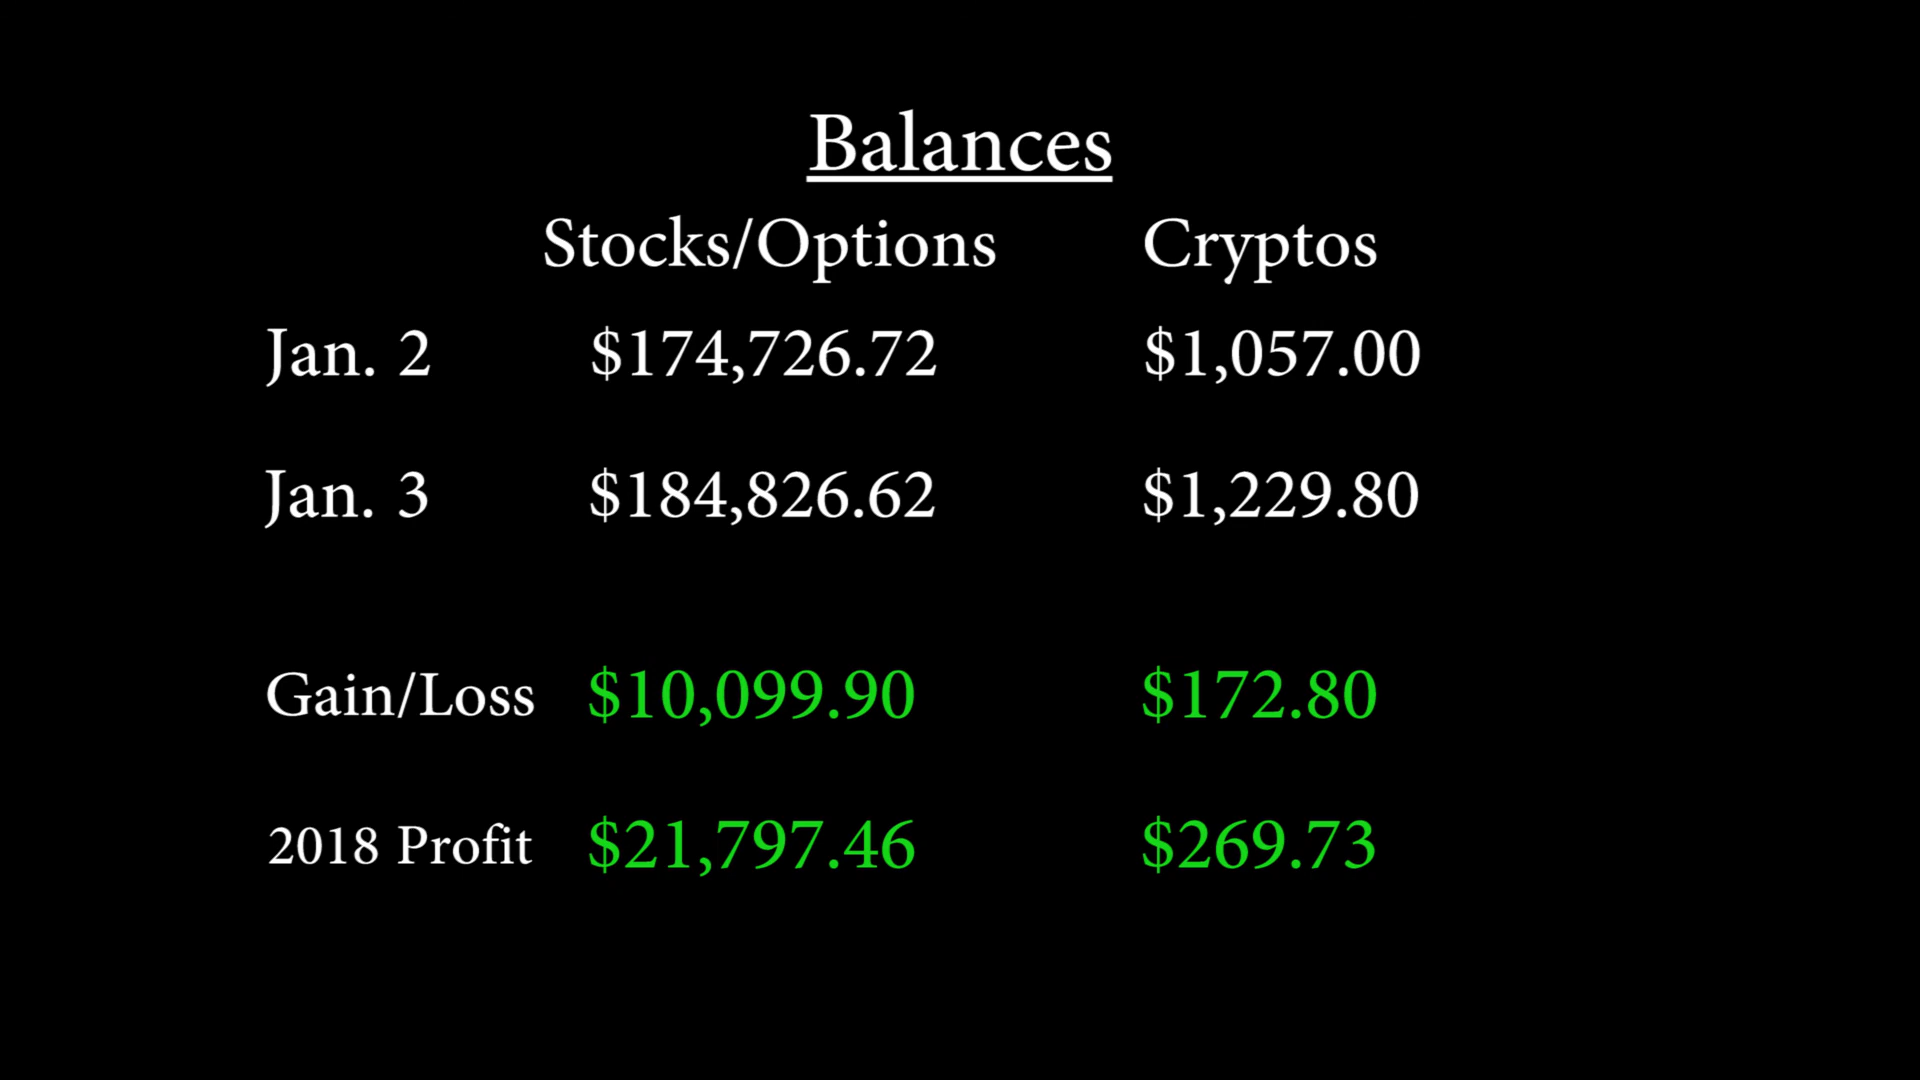 Balances
Stocks/Options Cryptos
Jan. 2 $174,726.72 $1,057.00
Jan. 3 $184,826.62 $1,229.80
Gain/Loss $10,099.90 $172.80
2018 Profit $21,797.46 $269.73